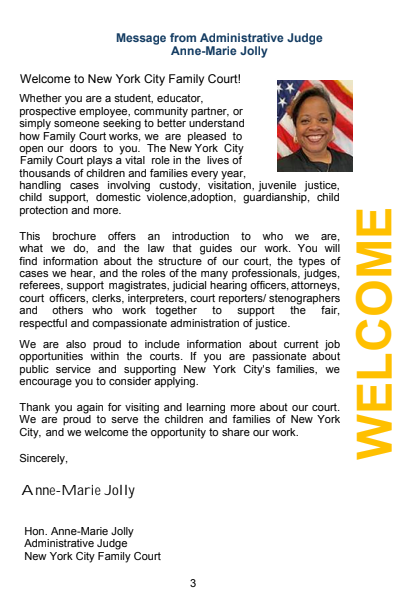 Message from Administrative Judge
Anne-Marie Jolly
Welcome to New York City Family Court!
Whether you are a student, educator,
prospective employee, community partner, or
simply someone seeking to better understand
how Family Court works, we are pleased to
open our doors to you. The New York City
Family Court plays a vital role in the lives of
thousands of children and families every year,
handling cases involving custody, visitation, juvenile justice,
child support, domestic violence,adoption, guardianship, child
protection and more.
This brochure offers an introduction to who we are,
what we do, and the law that guides our work. You will
find information about the structure of our court, the types of
cases we hear, and the roles of the many professionals, judges,
referees, support magistrates, judicial hearing officers, attorneys,
court officers, clerks, interpreters, court reporters/ stenographers
and others who work together to support the fair,
respectful and compassionate administration of justice.
We are also proud to include information about current job
opportunities within the courts. If you are passionate about
public service and supporting New York City's families, we
encourage you to consider applying.
Thank you again for visiting and learning more about our court.
We are proud to serve the children and families of New York
City, and we welcome the opportunity to share our work.
Sincerely,
Anne-Marie Jolly
Hon. Anne-Marie Jolly
Administrative Judge
New York City Family Court
3
WELCOME